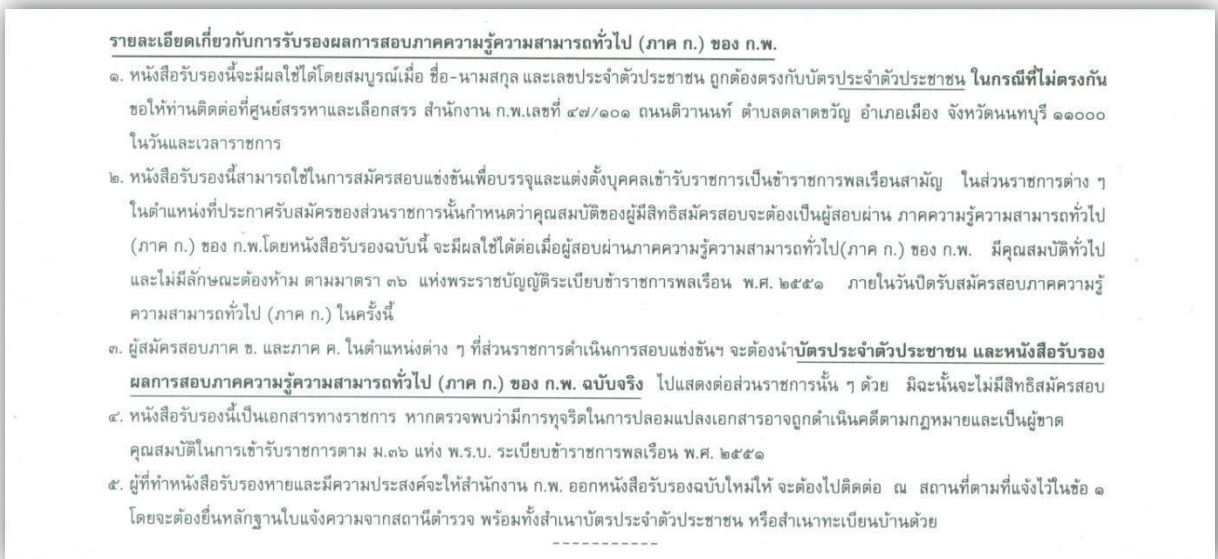 รายละเอียดเกี่ยวกับการรับรองผลการสอบภาคความรู้ความสามารถทั่วไป (ภาค ก.) ของ ก.พ.
๑. หนังสือรับรองนี้จะมีผลใช้ได้โดยสมบูรณ์เมื่อ ชื่อ-นามสกุล และเลขประจำตัวประชาชน ถูกต้องตรงกับบัตรประจำตัวประชาชน ในกรณีที่ไม่ตรงกัน
ขอให้ท่านติดต่อที่ศูนย์สรรหาและเลือกสรร สำนักงาน ก.พ.เลขที่ ๔๗/๑๐๑ ถนนติวานนท์ ตำบลตลาดขวัญ อำเภอเมือง จังหวัดนนทบุรี ๑๑๐๐๐
ในวันและเวลาราชการ
๒. หนังสือรับรองนี้สามารถใช้ในการสมัครสอบแข่งขันเพื่อบรรจุและแต่งตั้งบุคคลเข้ารับราชการเป็นข้าราชการพลเรือนสามัญ ในส่วนราชการต่าง ๆ
ในตำแหน่งที่ประกาศรับสมัครของส่วนราชการนั้นกำหนดว่าคุณสมบัติของผู้มีสิทธิสมัครสอบจะต้องเป็นผู้สอบผ่าน ภาคความรู้ความสามารถทั่วไป
(ภาค ก.) ของ ก.พ.โดยหนังสือรับรองฉบับนี้ จะมีผลใช้ได้ต่อเมื่อผู้สอบผ่านภาคความรู้ความสามารถทั่วไป(ภาค ก.) ของ ก.พ. มีคุณสมบัติทั่วไป
และไม่มีลักษณะต้องห้าม ตามมาตรา ๓๖ แห่งพระราชบัญญัติระเบียบข้าราชการพลเรือน พ.ศ. ๒๕๕๑ ภายในวันปิดรับสมัครสอบภาคความรู้
ความสามารถทั่วไป (ภาค ก.) ในครั้งนี้
๓. ผู้สมัครสอบภาค ข. และภาค ค. ในตำแหน่งต่าง ๆ ที่ส่วนราชการดำเนินการสอบแข่งขันฯ จะต้องนำบัตรประจำตัวประชาชน และหนังสือรับรอง
ผลการสอบภาคความรู้ความสามารถทั่วไป (ภาค ก.) ของ ก.พ. ฉบับจริง ไปแสดงต่อส่วนราชการนั้น ๆ ด้วย มิฉะนั้นจะไม่มีสิทธิสมัครสอบ
๔. หนังสือรับรองนี้เป็นเอกสารทางราชการ หากตรวจพบว่ามีการทุจริตในการปลอมแปลงเอกสารอาจถูกดำเนินคดีตามกฎหมายและเป็นผู้ขาด
คุณสมบัติในการเข้ารับราชการตาม ม.๓๖ แห่ง พ.ร.บ. ระเบียบข้าราชการพลเรือน พ.ศ. ๒๕๕๑
๕. ผู้ที่ทำหนังสือรับรองหายและมีความประสงค์จะให้สำนักงาน ก.พ. ออกหนังสือรับรองฉบับใหม่ให้ จะต้องไปติดต่อ ณ สถานที่ตามที่แจ้งไว้ในข้อ ๑
โดยจะต้องยื่นหลักฐานใบแจ้งความจากสถานีตำรวจ พร้อมทั้งสำเนาบัตรประจำตัวประชาชน หรือสำเนาทะเบียนบ้านด้วย
-----------